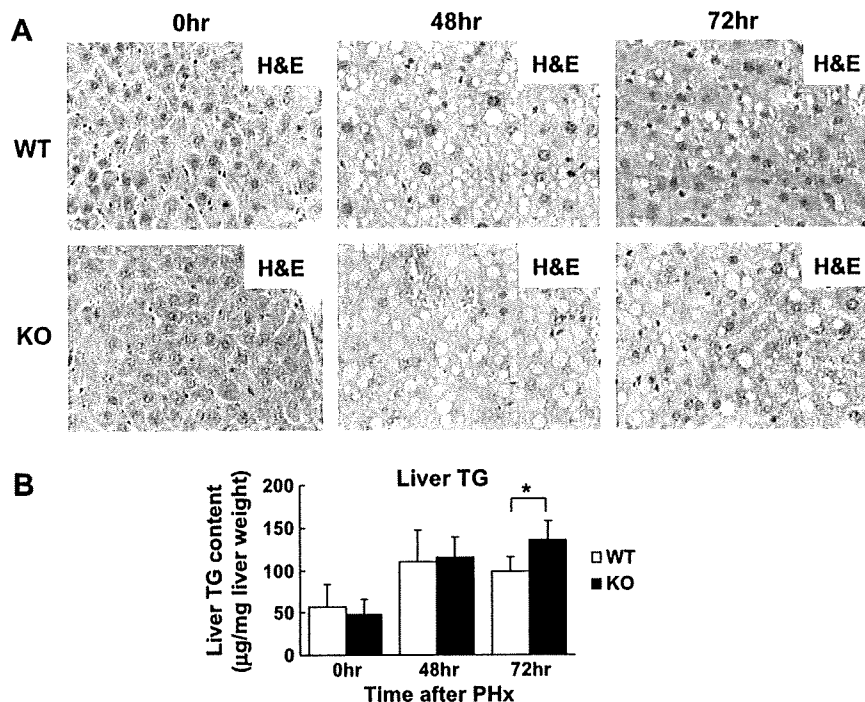 A
0hr 48hr 72hr
H&E H&E H&E
WT
H&E H&E H&E
KO
B
Liver TG
Liver TG content
(µg/mg liver weight)
200
150
100
50
0
*
WT
KO
0hr 48hr 72hr
Time after PHx